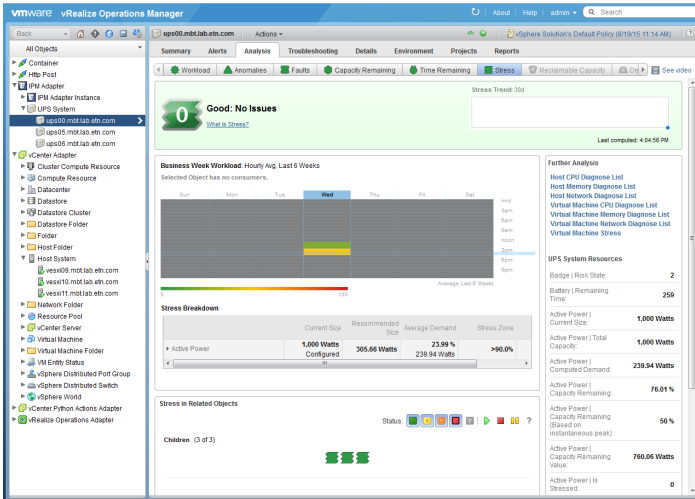 vmware vRealize Operations Manager
About Help admin Search
Back
ups00.mbt.lab.etn.com Actions vSphere Solution's Default Policy (8/19/15 11:14 AM)
All Objects
Summary Alerts Analysis Troubleshooting Details Environment Projects Reports
Workload Anomalies Faults Capacity Remaining Time Remaining Stress Reclaimable Capacity De See video
Container
Http Post
IPM Adapter
IPM Adapter Instance
UPS System
ups00.mbt.lab.etn.com
ups05.mbt.lab.etn.com
ups06.mbt.lab.etn.com
vCenter Adapter
Cluster Compute Resource
Compute Resource
Datacenter
Datastore
Datastore Cluster
Datastore Folder
Folder
Host Folder
Host System
vesxi09.mbt.lab.etn.com
vesxi10.mbt.lab.etn.com
vesxi11.mbt.lab.etn.com
Network Folder
Resource Pool
vCenter Server
Virtual Machine
Virtual Machine Folder
VM Entity Status
vSphere Distributed Port Group
vSphere Distributed Switch
vSphere World
vCenter Python Actions Adapter
vRealize Operations Adapter
0
Good: No Issues
What is Stress?
Stress Trend: 30d
Last computed: 4:04:56 PM
Business Week Workload: Hourly Avg, Last 6 Weeks
Selected Object has no consumers.
Sun Mon Tue Wed Thu Fri Sat
mid
3am
6am
9am
noon
3pm
6pm
9pm
Average Last 6 Weeks
0 100
Stress Breakdown
Current Size Recommended Size Average Demand Stress Zone
Active Power 1,000 Watts Configured 305.66 Watts 23.99 % 239.94 Watts >90.0%
Stress in Related Objects
Status: ?
Children (3 of 3)
Further Analysis
Host CPU Diagnose List
Host Memory Diagnose List
Host Network Diagnose List
Virtual Machine CPU Diagnose List
Virtual Machine Memory Diagnose List
Virtual Machine Network Diagnose List
Virtual Machine Stress
UPS System Resources
Badge | Risk State: 2
Battery | Remaining
Time: 259
Active Power |
Current Size: 1,000 Watts
Active Power | Total
Capacity: 1,000 Watts
Active Power |
Computed Demand: 239.94 Watts
Active Power |
Capacity Remaining: 76.01 %
Active Power |
Capacity Remaining
(Based on
instantaneous peak): 50 %
Active Power |
Capacity Remaining
Value: 760.06 Watts
Active Power | Is
Stressed: 0